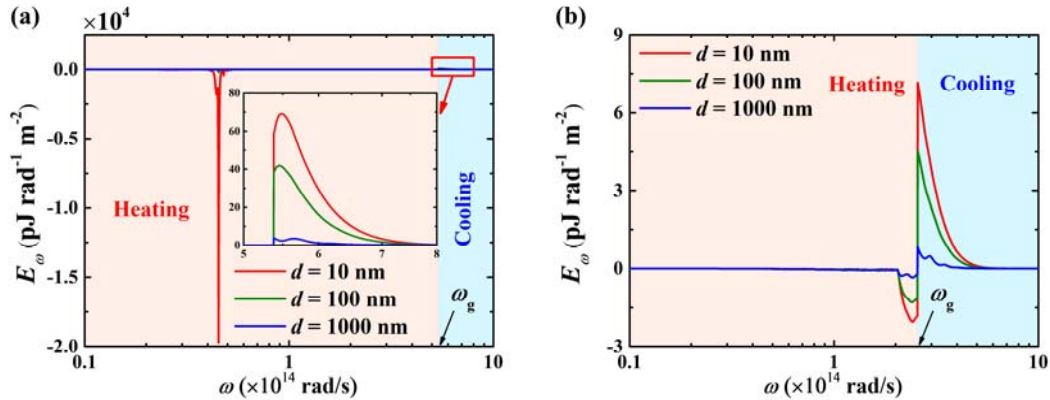 (a)
×10⁴
0.0
-0.5
-1.0
-1.5
-2.0
E_ω (pJ rad⁻¹ m⁻²)
80
60
40
20
0
5 6 7 8
Heating
Cooling
d = 10 nm
d = 100 nm
d = 1000 nm
ω_g
0.1 1 10
ω (×10¹⁴ rad/s)
(b)
9
6
3
0
-3
E_ω (pJ rad⁻¹ m⁻²)
d = 10 nm
d = 100 nm
d = 1000 nm
Heating
Cooling
ω_g
0.1 1 10
ω (×10¹⁴ rad/s)